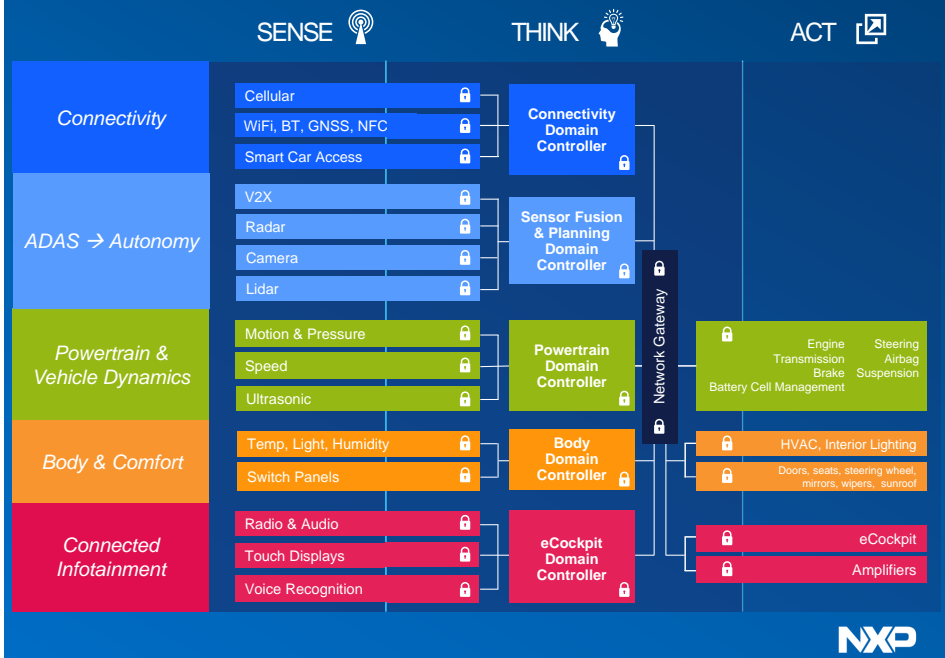 SENSE
THINK
ACT
Connectivity
Cellular
WiFi, BT, GNSS, NFC
Smart Car Access
Connectivity
Domain
Controller
ADAS → Autonomy
V2X
Radar
Camera
Lidar
Sensor Fusion
& Planning
Domain
Controller
Network Gateway
Powertrain &
Vehicle Dynamics
Motion & Pressure
Speed
Ultrasonic
Powertrain
Domain
Controller
Engine Steering
Transmission Airbag
Brake Suspension
Battery Cell Management
Body & Comfort
Temp, Light, Humidity
Switch Panels
Body
Domain
Controller
HVAC, Interior Lighting
Doors, seats, steering wheel,
mirrors, wipers, sunroof
Connected
Infotainment
Radio & Audio
Touch Displays
Voice Recognition
eCockpit
Domain
Controller
eCockpit
Amplifiers
NXP